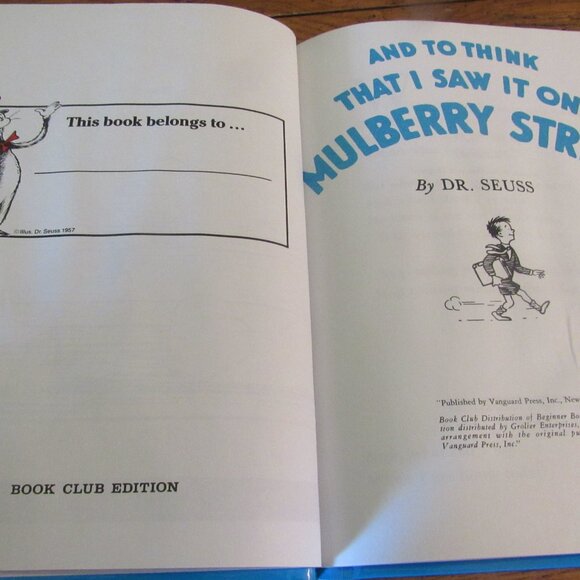 This book belongs to ...
©Illus. Dr. Seuss 1957
BOOK CLUB EDITION
AND TO THINK
THAT I SAW IT ON
MULBERRY STR
By DR. SEUSS
"Published by Vanguard Press, Inc., New
Book Club Distribution of Beginner Boo
tion distributed by Grolier Enterprises,
arrangement with the original pu
Vanguard Press, Inc."